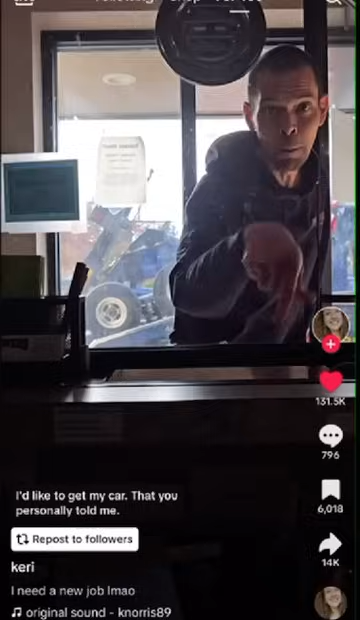 131.5K
796
6,018
14K
I'd like to get my car. That you
personally told me.
Repost to followers
keri
I need a new job lmao
original sound - knorris89